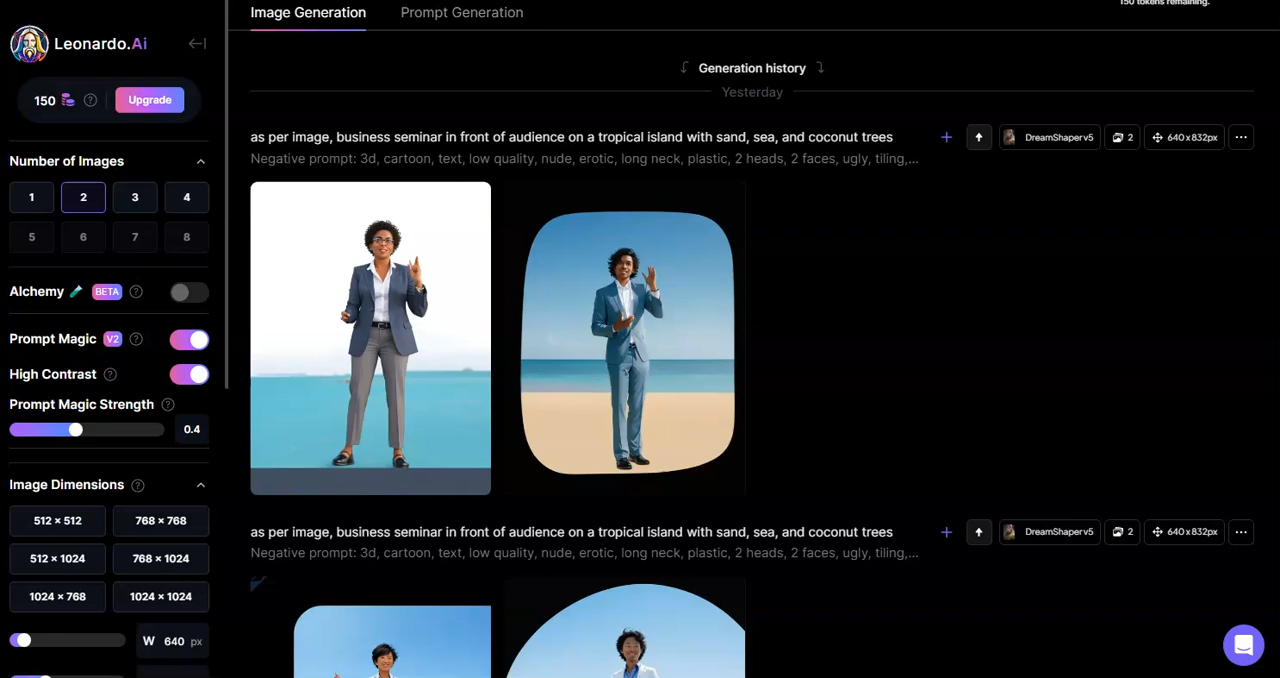 150 tokens remaining.
Image Generation
Prompt Generation
Leonardo.Ai
150
Upgrade
Number of Images
1 2 3 4
5 6 7 8
Alchemy BETA
Prompt Magic V2
High Contrast
Prompt Magic Strength
0.4
Image Dimensions
512 × 512 768 × 768
512 × 1024 768 × 1024
1024 × 768 1024 × 1024
W 640 px
Generation history
Yesterday
as per image, business seminar in front of audience on a tropical island with sand, sea, and coconut trees
Negative prompt: 3d, cartoon, text, low quality, nude, erotic, long neck, plastic, 2 heads, 2 faces, ugly, tiling,...
DreamShaper v5 2 640 x 832px
as per image, business seminar in front of audience on a tropical island with sand, sea, and coconut trees
Negative prompt: 3d, cartoon, text, low quality, nude, erotic, long neck, plastic, 2 heads, 2 faces, ugly, tiling,...
DreamShaper v5 2 640 x 832px